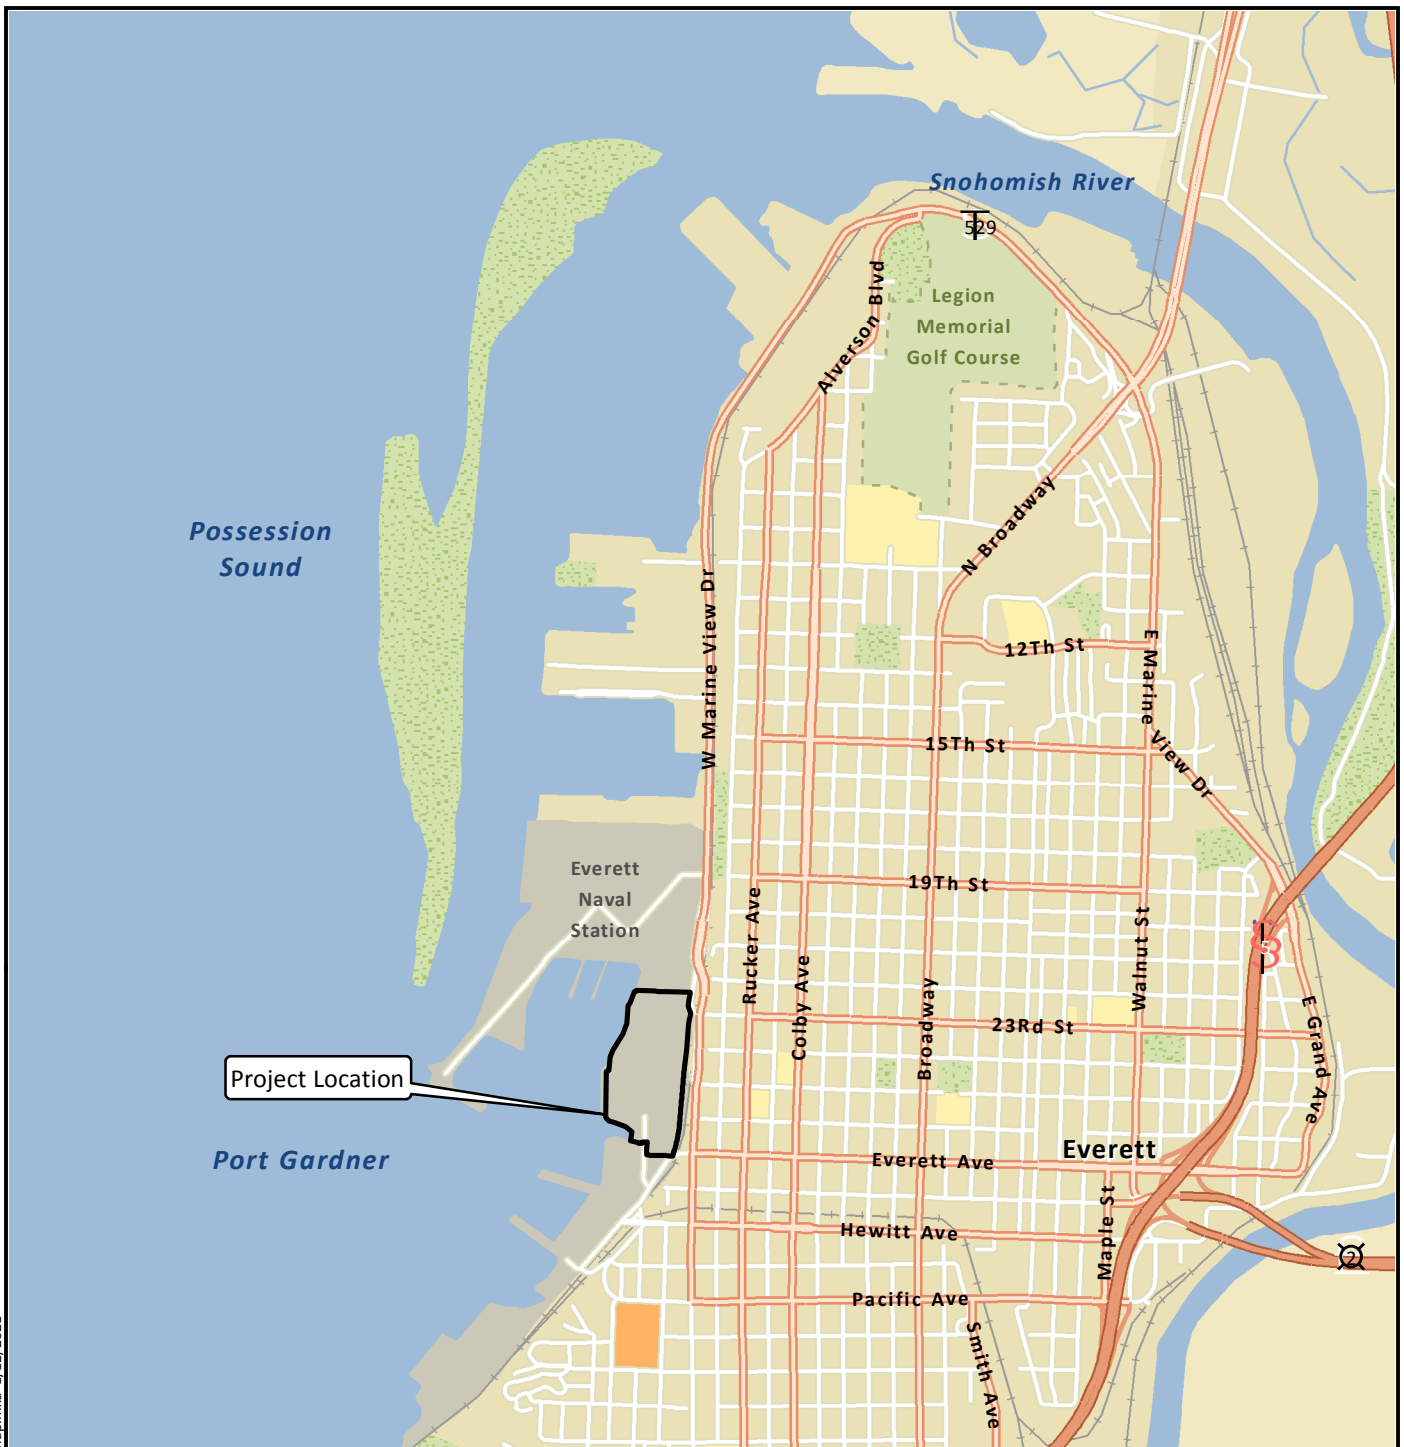 Snohomish River
529
Legion
Memorial
Golf Course
Alverson Blvd
N Broadway
Possession
Sound
W Marine View Dr
12Th St
E Marine View Dr
15Th St
Everett
Naval
Station
19Th St
Rucker Ave
Colby Ave
Broadway
Walnut St
5
23Rd St
E Grand Ave
Project Location
Port Gardner
Everett
Everett Ave
Maple St
Hewitt Ave
2
Pacific Ave
Smith Ave